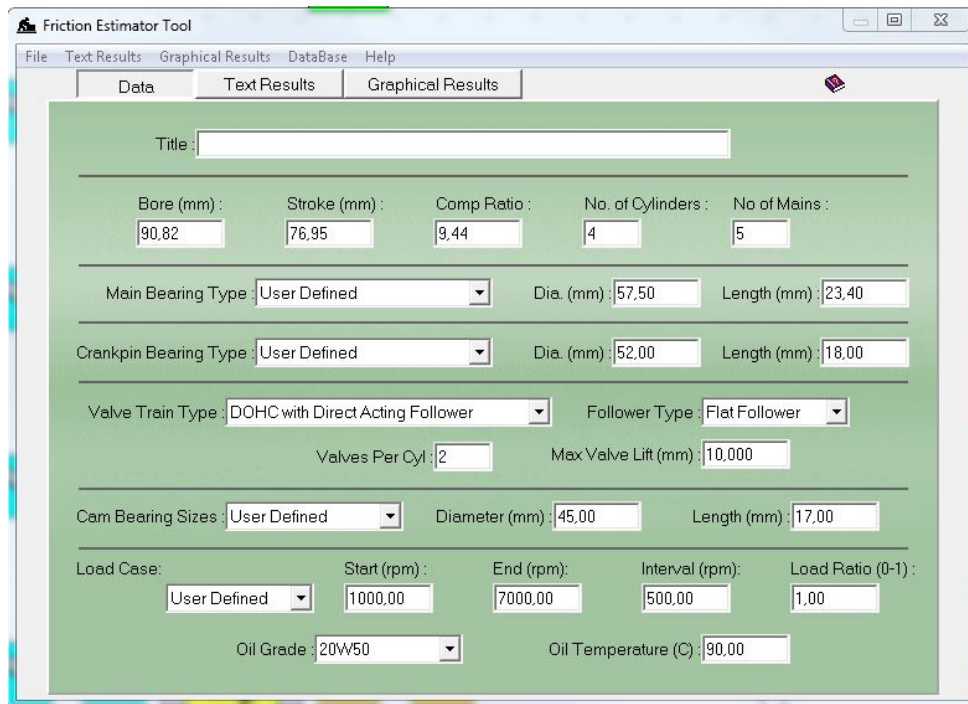 Friction Estimator Tool
File Text Results Graphical Results DataBase Help
Data Text Results Graphical Results
Title :
Bore (mm) : Stroke (mm) : Comp Ratio : No. of Cylinders : No of Mains :
90,82 76,95 9,44 4 5
Main Bearing Type : User Defined Dia. (mm) : 57,50 Length (mm) : 23,40
Crankpin Bearing Type : User Defined Dia. (mm) : 52,00 Length (mm) : 18,00
Valve Train Type : DOHC with Direct Acting Follower Follower Type : Flat Follower
Valves Per Cyl : 2 Max Valve Lift (mm) : 10,000
Cam Bearing Sizes : User Defined Diameter (mm) : 45,00 Length (mm) : 17,00
Load Case: Start (rpm) : End (rpm): Interval (rpm): Load Ratio (0-1) :
User Defined 1000,00 7000,00 500,00 1,00
Oil Grade : 20W50 Oil Temperature (C) : 90,00